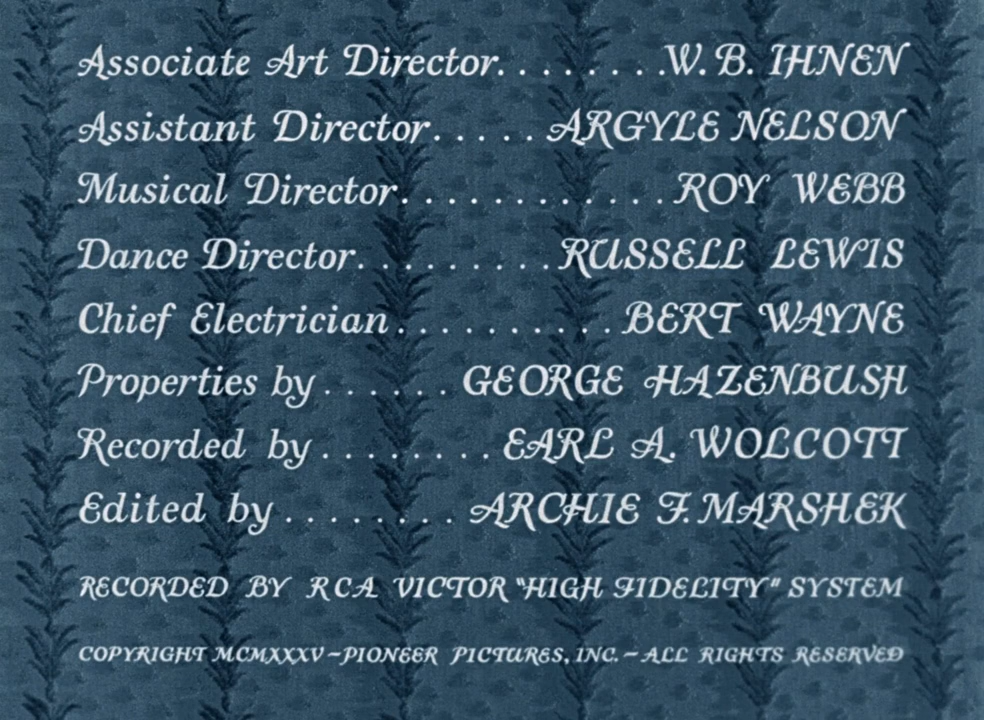 Associate Art Director. . . . . . . .W. B. IHNEN
Assistant Director. . . . . ARGYLE NELSON
Musical Director. . . . . . . . . . . . ROY WEBB
Dance Director. . . . . . . . . RUSSELL LEWIS
Chief Electrician . . . . . . . . . . BERT WAYNE
Properties by . . . . . . GEORGE HAZENBUSH
Recorded by . . . . . . . . EARL A. WOLCOTT
Edited by . . . . . . . . ARCHIE F. MARSHEK
RECORDED BY RCA VICTOR "HIGH FIDELITY" SYSTEM
COPYRIGHT MCMXXXV–PIONEER PICTURES, INC.–ALL RIGHTS RESERVED